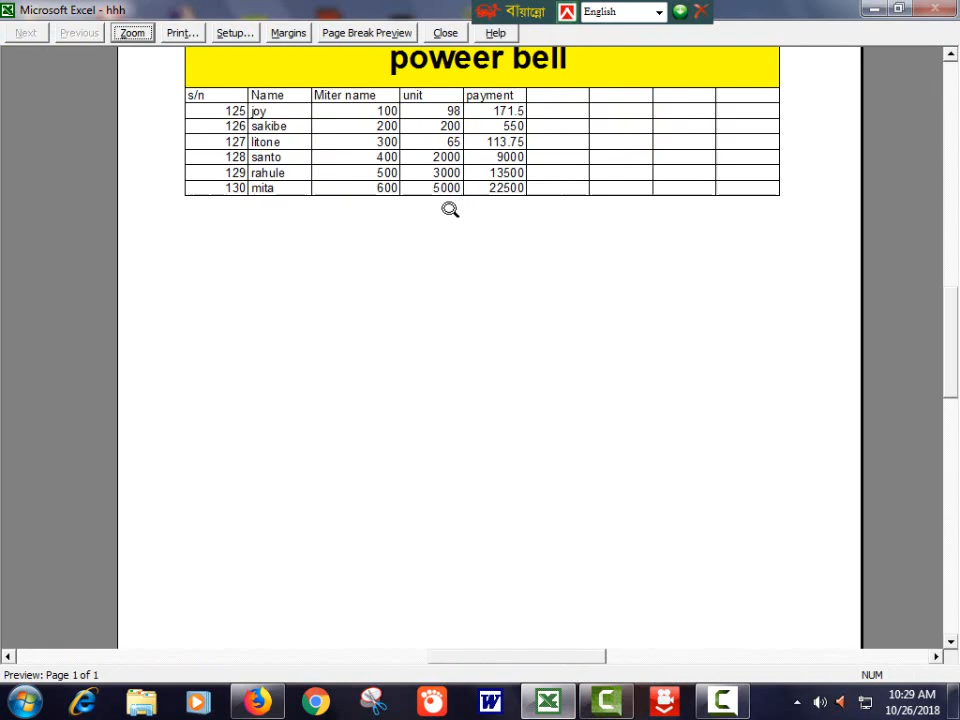 Microsoft Excel - hhh
বাঁয়ান্নো English
Next Previous Zoom Print... Setup... Margins Page Break Preview Close Help
poweer bell
s/n Name Miter name unit payment
125 joy 100 98 171.5
126 sakibe 200 200 550
127 litone 300 65 113.75
128 santo 400 2000 9000
129 rahule 500 3000 13500
130 mita 600 5000 22500
Preview: Page 1 of 1 NUM
10:29 AM
10/26/2018